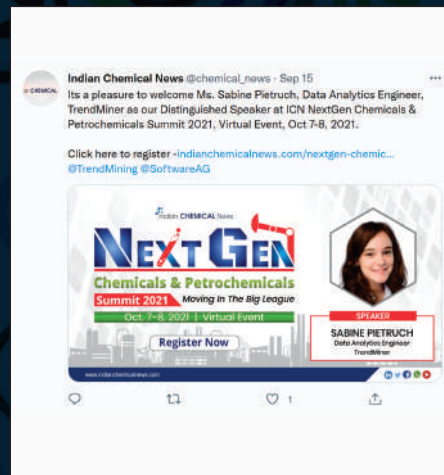 Indian Chemical News @chemical_news · Sep 15
Its a pleasure to welcome Ms. Sabine Pietruch, Data Analytics Engineer,
TrendMiner as our Distinguished Speaker at ICN NextGen Chemicals &
Petrochemicals Summit 2021, Virtual Event, Oct 7-8, 2021.
Click here to register -indianchemicalnews.com/nextgen-chemic...
@TrendMining @SoftwareAG
Indian CHEMICAL News
NEXT GEN
Chemicals & Petrochemicals
Summit 2021 Moving In The Big League
Oct. 7-8, 2021 | Virtual Event
Register Now
SPEAKER
SABINE PIETRUCH
Data Analytics Engineer
TrendMiner
www.indianchemicalnews.com
1